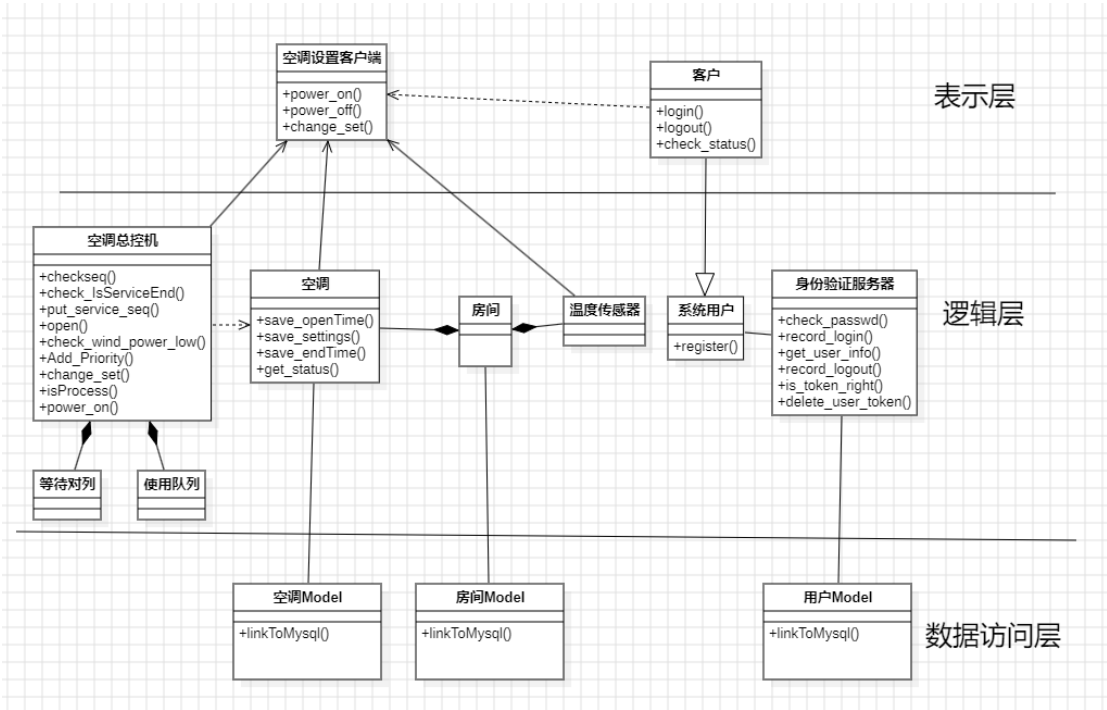 空调设置客户端
+power_on()
+power_off()
+change_set()
客户
+login()
+logout()
+check_status()
表示层
空调总控机
+checkseq()
+check_IsServiceEnd()
+put_service_seq()
+open()
+check_wind_power_low()
+Add_Priority()
+change_set()
+isProcess()
+power_on()
空调
+save_openTime()
+save_settings()
+save_endTime()
+get_status()
房间
温度传感器
系统用户
+register()
身份验证服务器
+check_passwd()
+record_login()
+get_user_info()
+record_logout()
+is_token_right()
+delete_user_token()
逻辑层
等待对列
使用队列
空调Model
+linkToMysql()
房间Model
+linkToMysql()
用户Model
+linkToMysql()
数据访问层